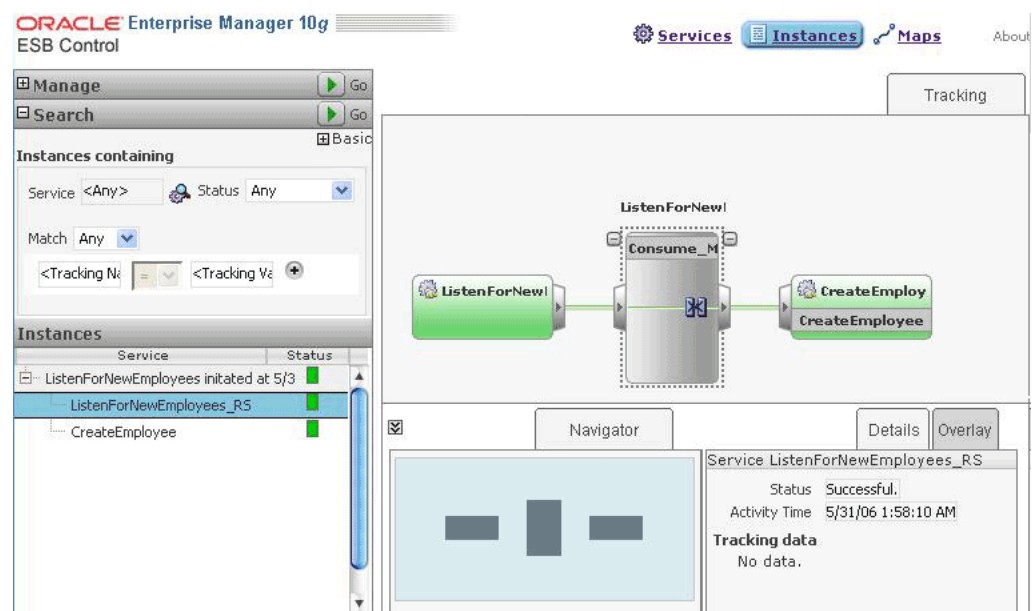 ORACLE Enterprise Manager 10g
ESB Control
Services Instances Maps About
Manage Go
Search Go
Basic
Instances containing
Service <Any> Status Any
Match Any
<Tracking Na = <Tracking Va
Instances
Service Status
ListenForNewEmployees initated at 5/3
ListenForNewEmployees_RS
CreateEmployee
Tracking
ListenForNewI
Consume_M
ListenForNewI
CreateEmploy
CreateEmployee
Navigator
Details Overlay
Service ListenForNewEmployees_RS
Status Successful.
Activity Time 5/31/06 1:58:10 AM
Tracking data
No data.